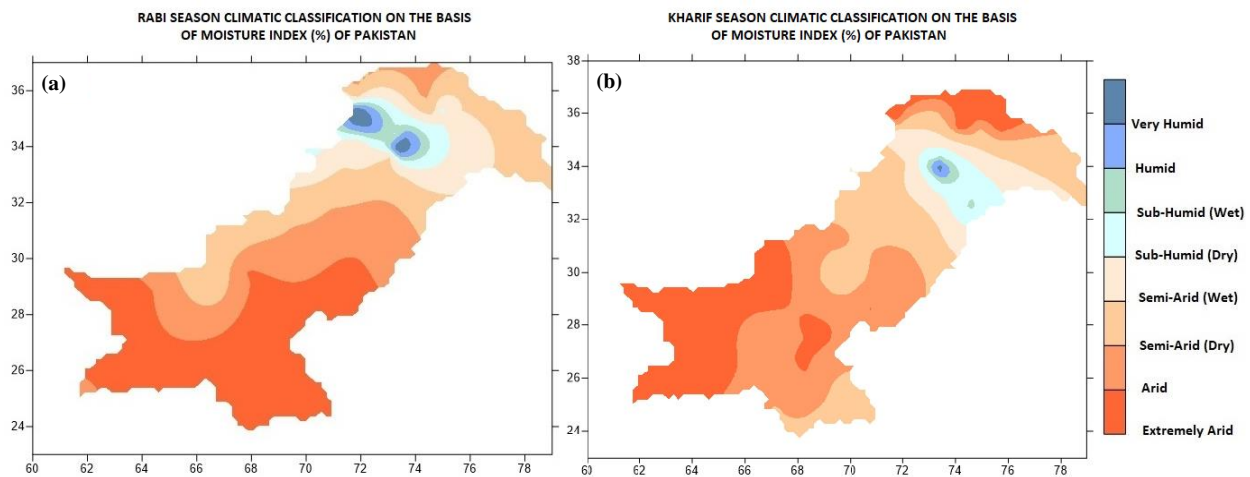 RABI SEASON CLIMATIC CLASSIFICATION ON THE BASIS
OF MOISTURE INDEX (%) OF PAKISTAN
(a)
36
34
32
30
28
26
24
60 62 64 66 68 70 72 74 76 78
KHARIF SEASON CLIMATIC CLASSIFICATION ON THE BASIS
OF MOISTURE INDEX (%) OF PAKISTAN
(b)
38
36
34
32
30
28
26
24
60 62 64 66 68 70 72 74 76 78
Very Humid
Humid
Sub-Humid (Wet)
Sub-Humid (Dry)
Semi-Arid (Wet)
Semi-Arid (Dry)
Arid
Extremely Arid